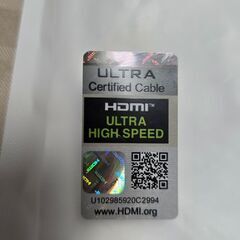 ULTRA
Certified Cable
HDMI™
ULTRA
HIGH SPEED
U102985920C2994
www.HDMI.org